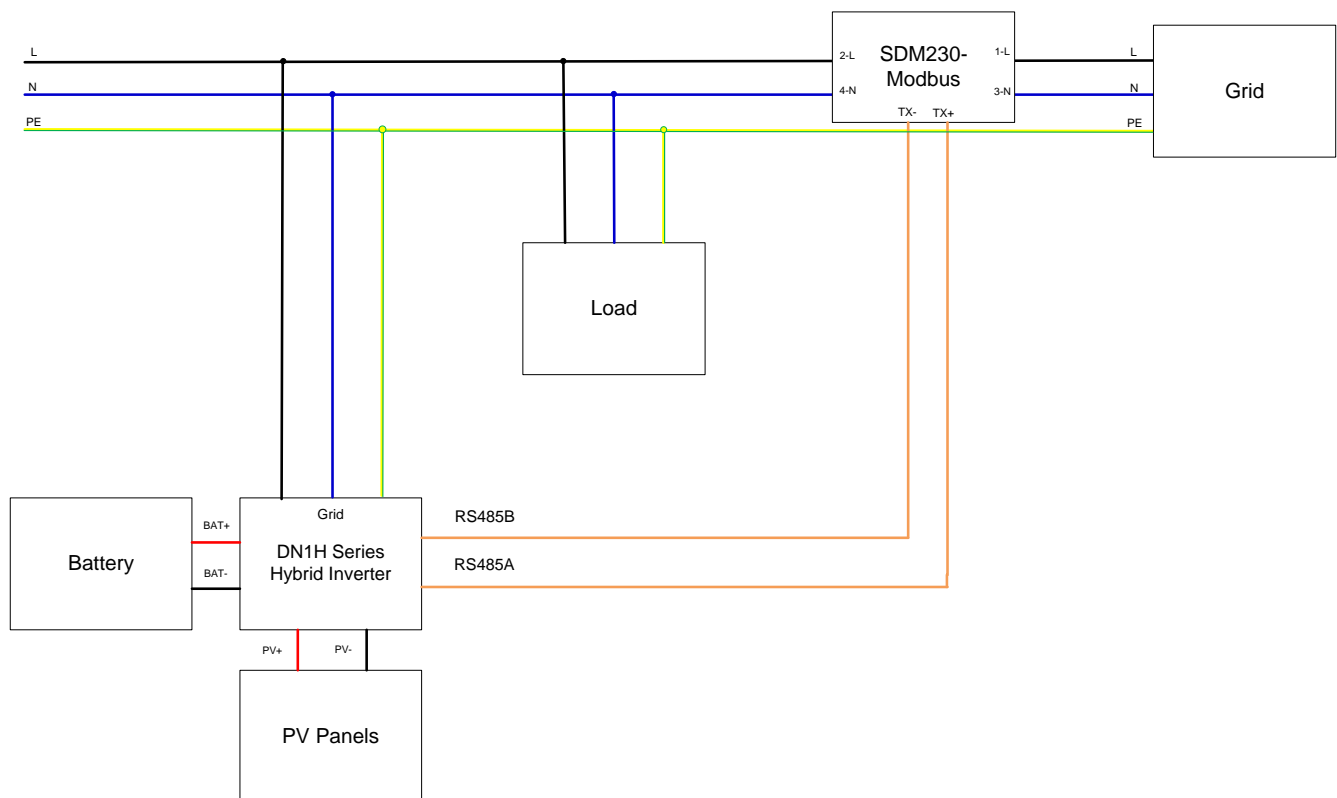 L
2-L
SDM230-
Modbus
1-L
L
N
4-N
3-N
N
Grid
PE
TX-
TX+
PE
Load
Grid
RS485B
BAT+
DN1H Series
Hybrid Inverter
Battery
RS485A
BAT-
PV+
PV-
PV Panels